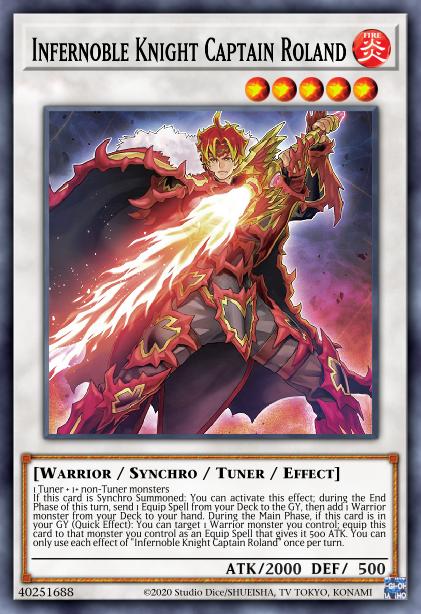 INFERNOBLE KNIGHT CAPTAIN ROLAND
FIRE
炎
[WARRIOR / SYNCHRO / TUNER / EFFECT]
1 Tuner + 1+ non-Tuner monsters
If this card is Synchro Summoned: You can activate this effect; during the End
Phase of this turn, send 1 Equip Spell from your Deck to the GY, then add 1 Warrior
monster from your Deck to your hand. During the Main Phase, if this card is in
your GY (Quick Effect): You can target 1 Warrior monster you control; equip this
card to that monster you control as an Equip Spell that gives it 500 ATK. You can
only use each effect of "Infernoble Knight Captain Roland" once per turn.
ATK/2000 DEF/ 500
40251688
©2020 Studio Dice/SHUEISHA, TV TOKYO, KONAMI